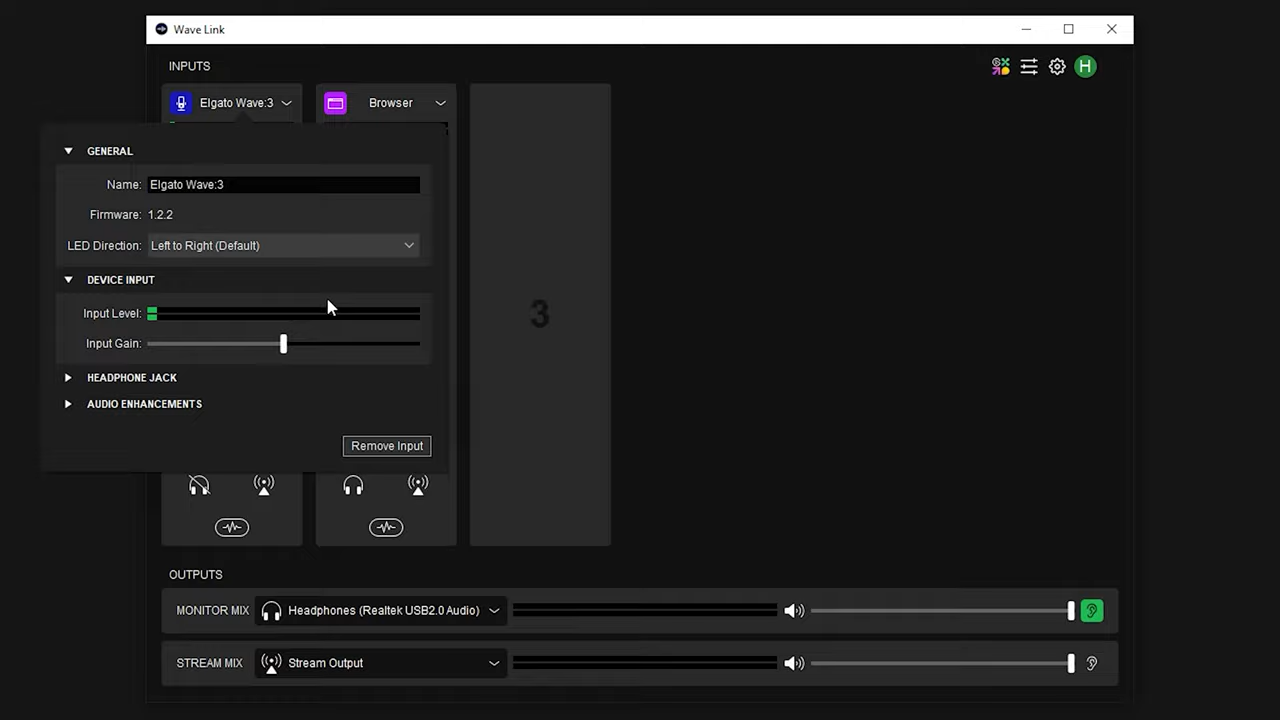 Wave Link
INPUTS
H
Elgato Wave:3
Browser
GENERAL
Name: Elgato Wave:3
Firmware: 1.2.2
LED Direction: Left to Right (Default)
DEVICE INPUT
Input Level:
Input Gain:
HEADPHONE JACK
AUDIO ENHANCEMENTS
Remove Input
3
OUTPUTS
MONITOR MIX Headphones (Realtek USB2.0 Audio)
STREAM MIX Stream Output